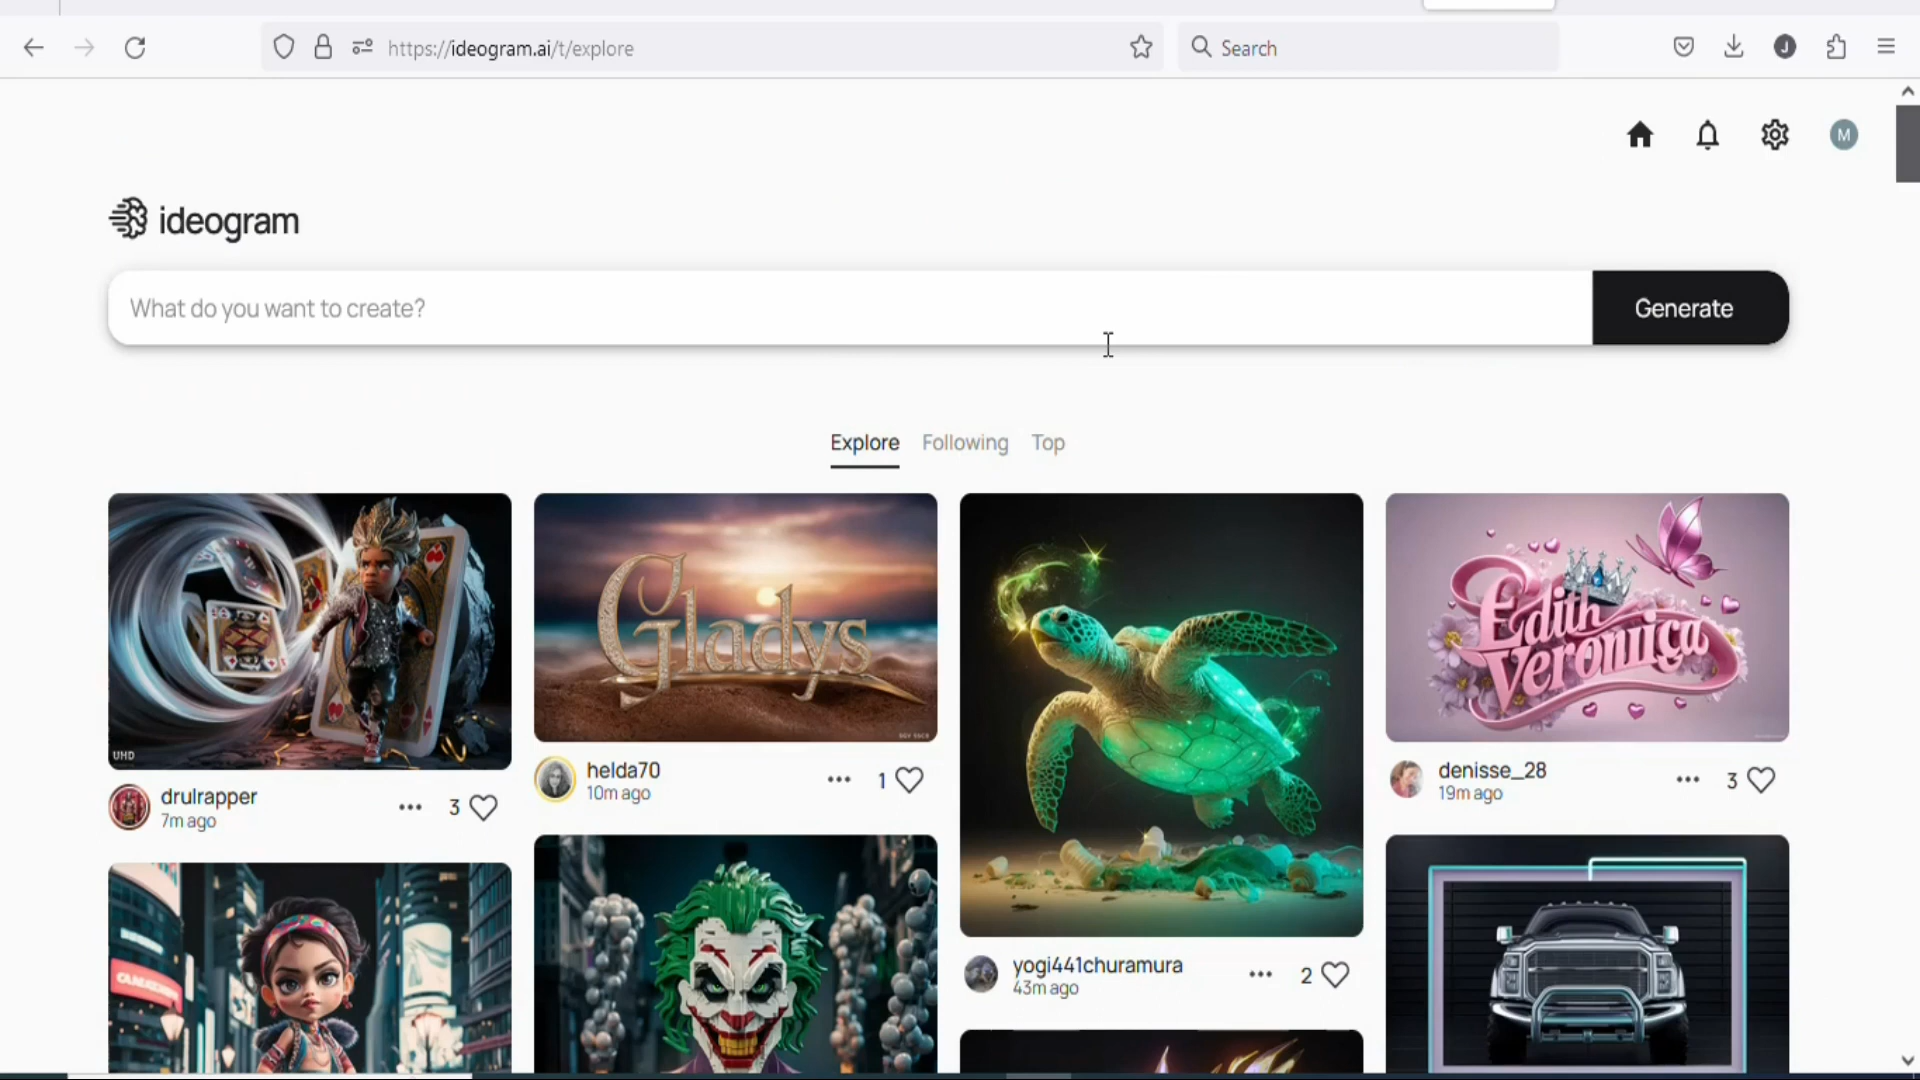 https://ideogram.ai/t/explore
Search
J
M
ideogram
What do you want to create?
Generate
Explore
Following
Top
UHD
Gladys
Edith
Veroniiça
drulrapper
7m ago
3
helda70
10m ago
1
denisse_28
19m ago
3
yogi441churamura
43m ago
2